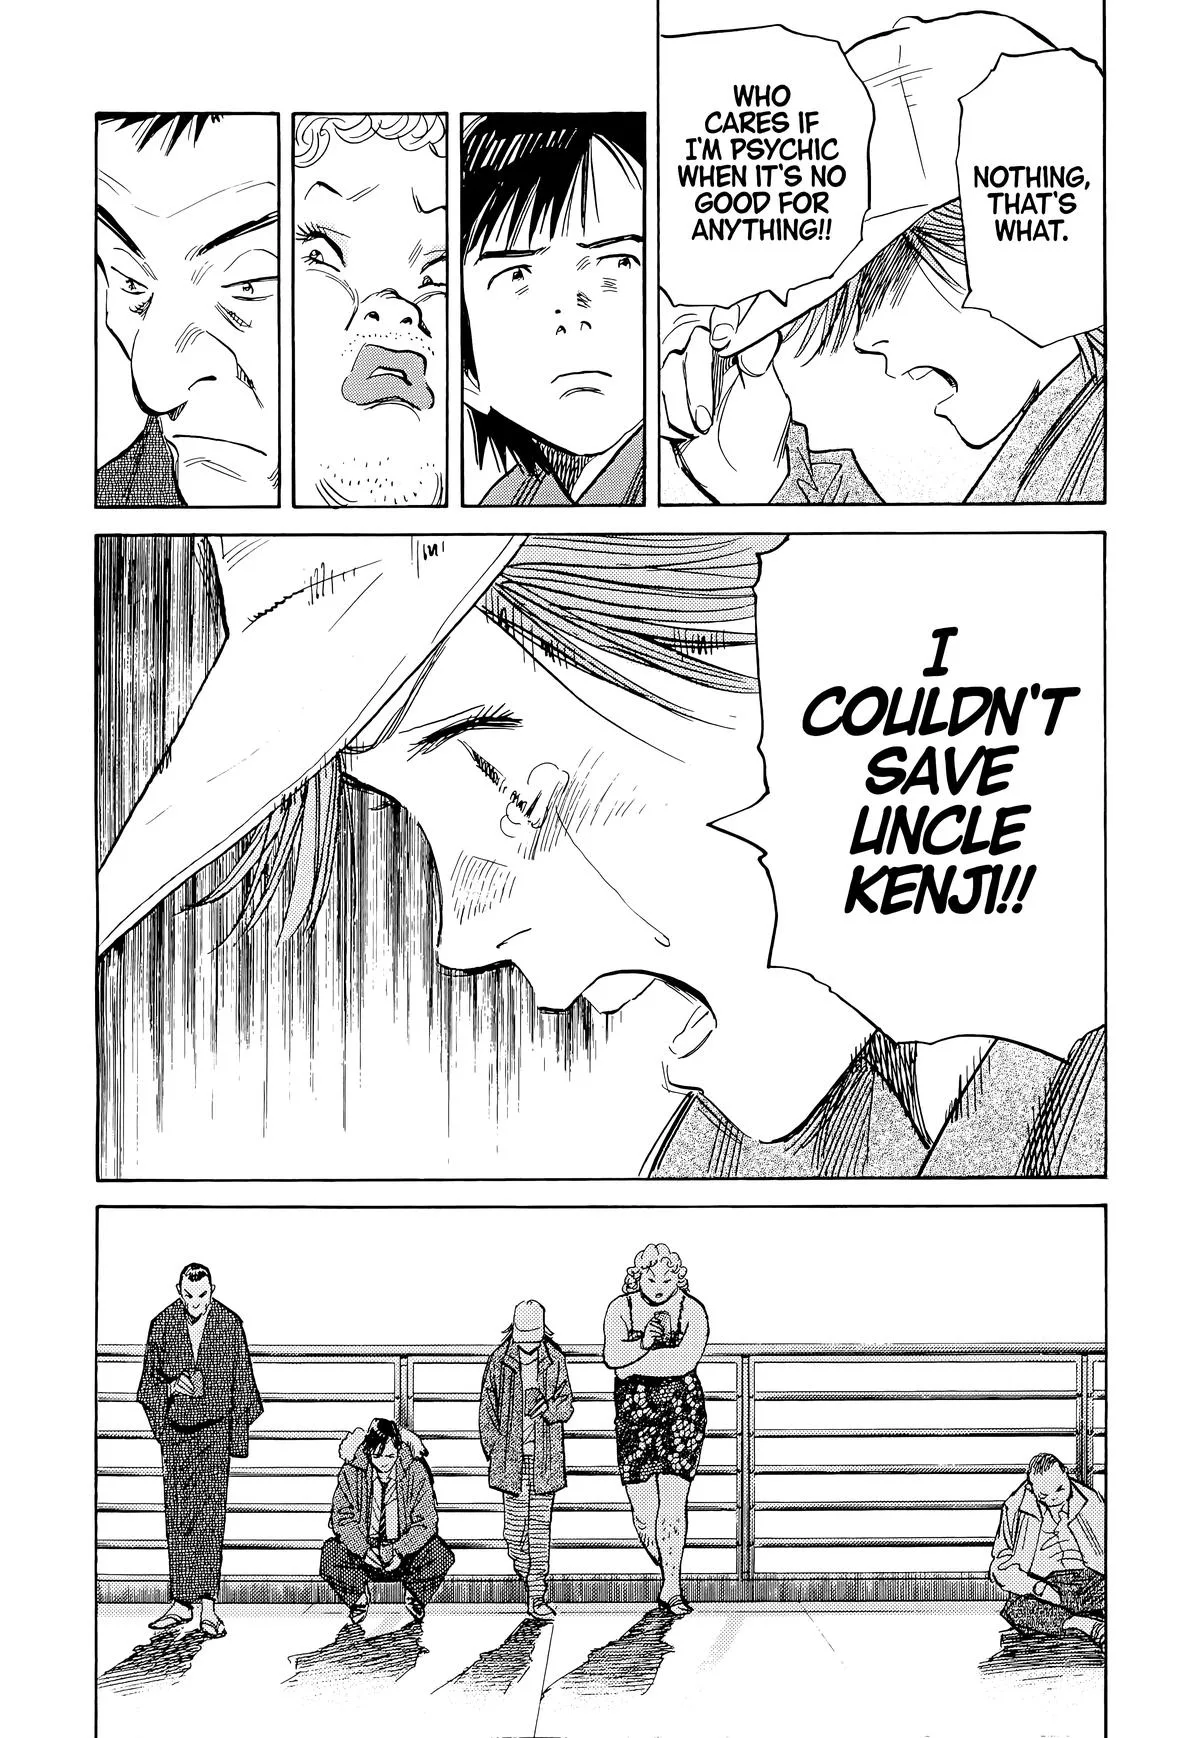 NOTHING,
THAT'S
WHAT.
WHO
CARES IF
I'M PSYCHIC
WHEN IT'S NO
GOOD FOR
ANYTHING!!
I
COULDN'T
SAVE
UNCLE
KENJI!!